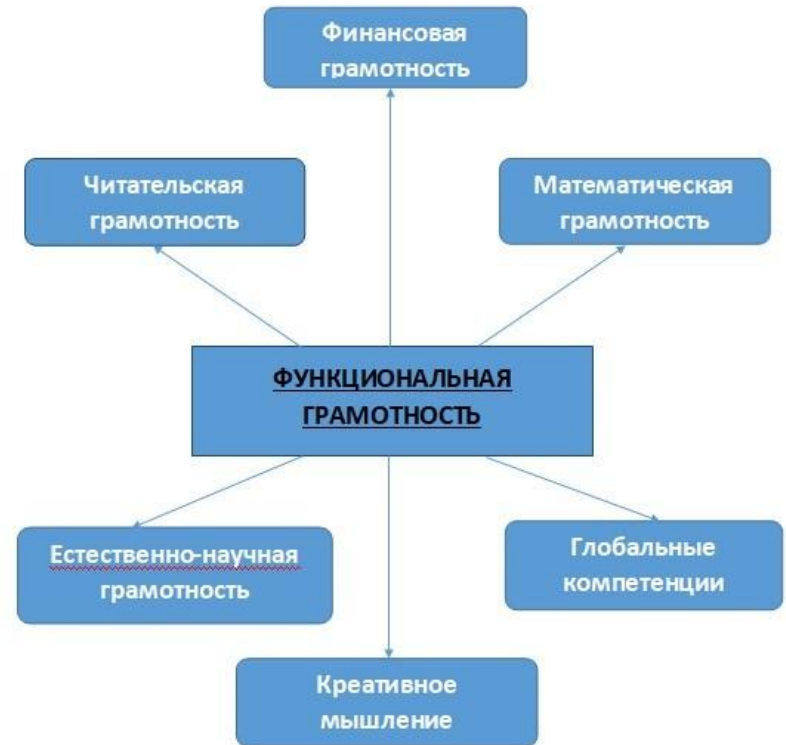 Финансовая
грамотность
Читательская
грамотность
Математическая
грамотность
ФУНКЦИОНАЛЬНАЯ
ГРАМОТНОСТЬ
Естественно-научная
грамотность
Глобальные
компетенции
Креативное
мышление